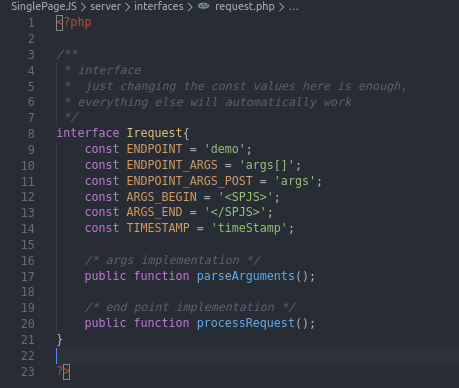 SinglePageJS > server > interfaces > request.php > ...
1 <?php
2
3 /**
4  * interface
5  *  just changing the const values here is enough,
6  * everything else will automatically work
7  */
8 interface Irequest{
9     const ENDPOINT = 'demo';
10     const ENDPOINT_ARGS = 'args[]';
11     const ENDPOINT_ARGS_POST = 'args';
12     const ARGS_BEGIN = '<SPJS>';
13     const ARGS_END = '</SPJS>';
14     const TIMESTAMP = 'timeStamp';
15
16     /* args implementation */
17     public function parseArguments();
18
19     /* end point implementation */
20     public function processRequest();
21 }
22
23 ?>